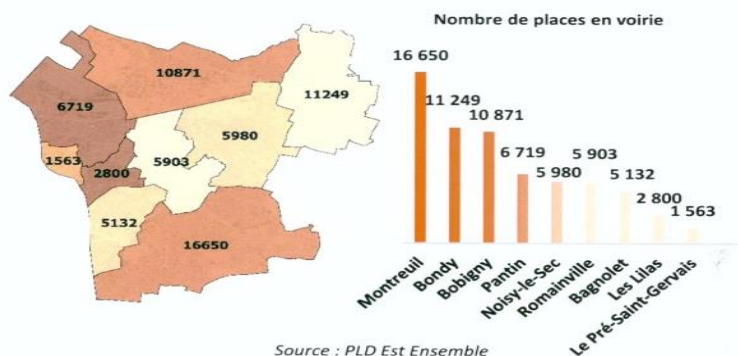 Nombre de places en voirie
10871
6719
11249
5980
1563
2800
5903
5132
16650
16 650
11 249
10 871
6 719
5 980
5 903
5 132
2 800
1 563
Montreuil
Bondy
Bobigny
Pantin
Noisy-le-Sec
Romainville
Bagnolet
Les Lilas
Le Pré-Saint-Gervais
Source : PLD Est Ensemble